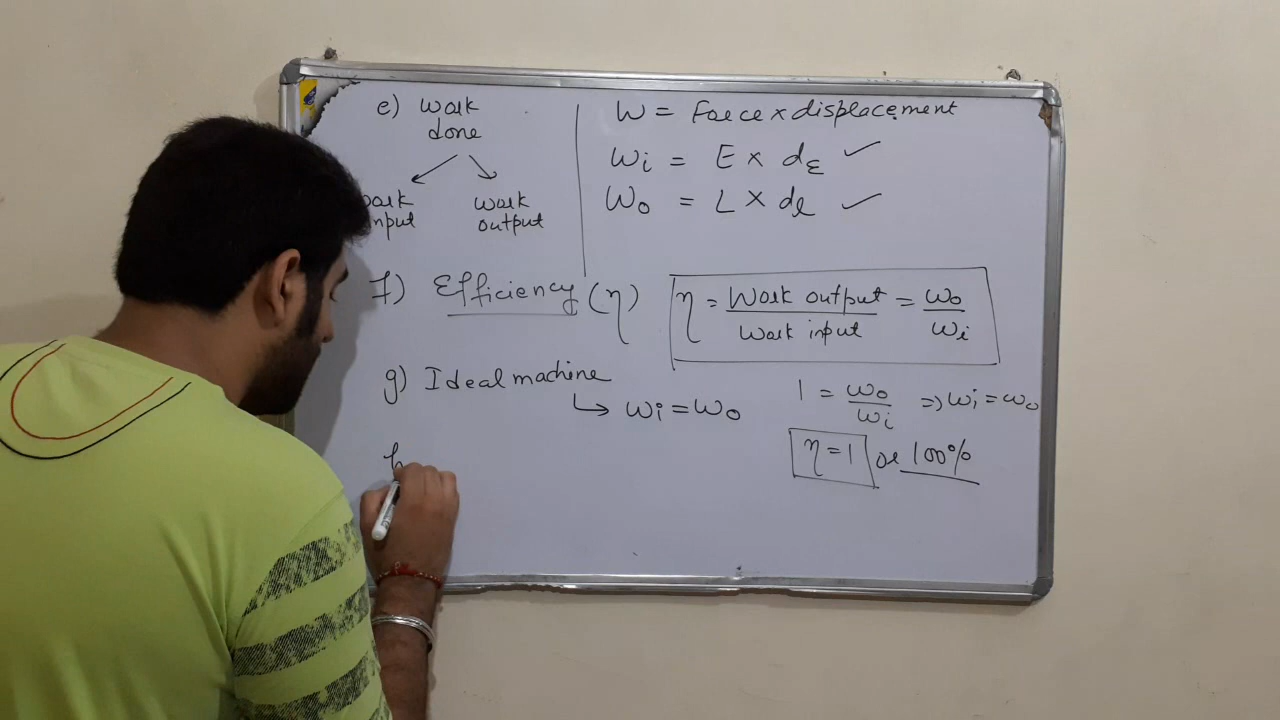 e) Work
done
Work
input
work
output
W = Force x displacement
Wi = E x dE ✓
Wo = L x dl ✓
f) Efficiency (η)
η = Work output / Work input = Wo / Wi
g) Ideal machine
↳ Wi = Wo
1 = Wo / Wi ⇒ Wi = Wo
η = 1 or 100%
h